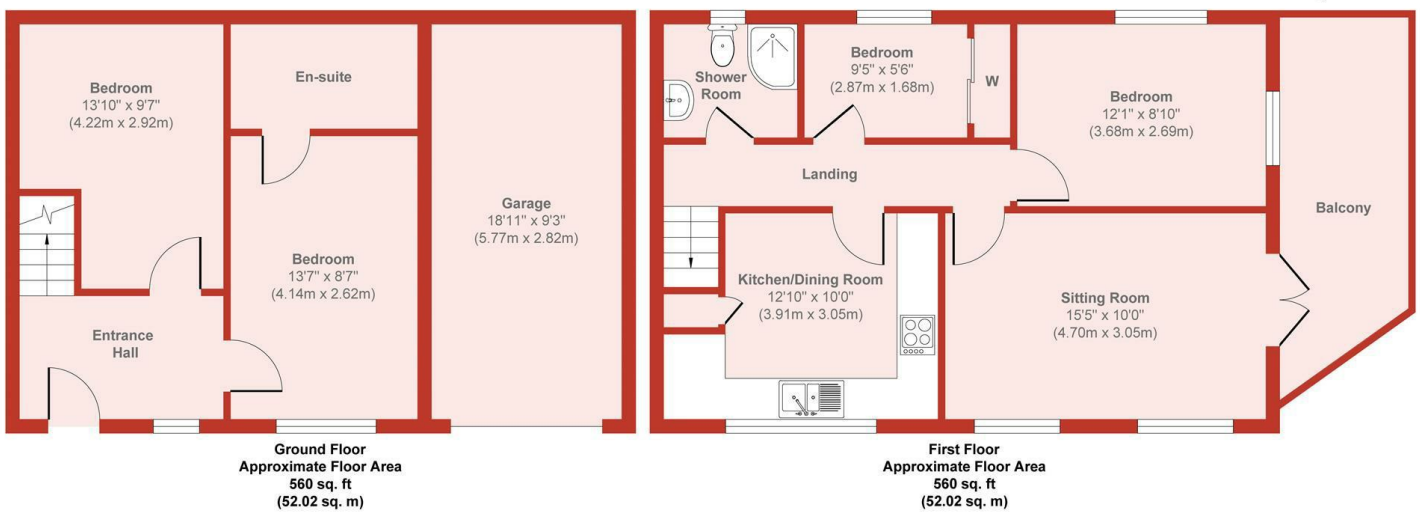 Bedroom
13'10" x 9'7"
(4.22m x 2.92m)
En-suite
Garage
18'11" x 9'3"
(5.77m x 2.82m)
Bedroom
13'7" x 8'7"
(4.14m x 2.62m)
Entrance
Hall
Ground Floor
Approximate Floor Area
560 sq. ft
(52.02 sq. m)
Shower
Room
Bedroom
9'5" x 5'6"
(2.87m x 1.68m)
W
Bedroom
12'1" x 8'10"
(3.68m x 2.69m)
Landing
Balcony
Kitchen/Dining Room
12'10" x 10'0"
(3.91m x 3.05m)
Sitting Room
15'5" x 10'0"
(4.70m x 3.05m)
First Floor
Approximate Floor Area
560 sq. ft
(52.02 sq. m)